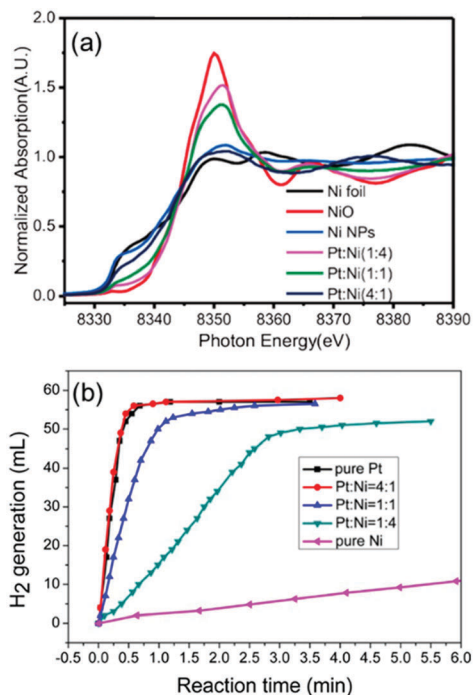 (a)
Normalized Absorption(A.U.)
2.0
1.5
1.0
0.5
0.0
Ni foil
NiO
Ni NPs
Pt:Ni(1:4)
Pt:Ni(1:1)
Pt:Ni(4:1)
8330 8340 8350 8360 8370 8380 8390
Photon Energy(eV)
(b)
H2 generation (mL)
60
50
40
30
20
10
0
pure Pt
Pt:Ni=4:1
Pt:Ni=1:1
Pt:Ni=1:4
pure Ni
-0.5 0.0 0.5 1.0 1.5 2.0 2.5 3.0 3.5 4.0 4.5 5.0 5.5 6.0
Reaction time (min)